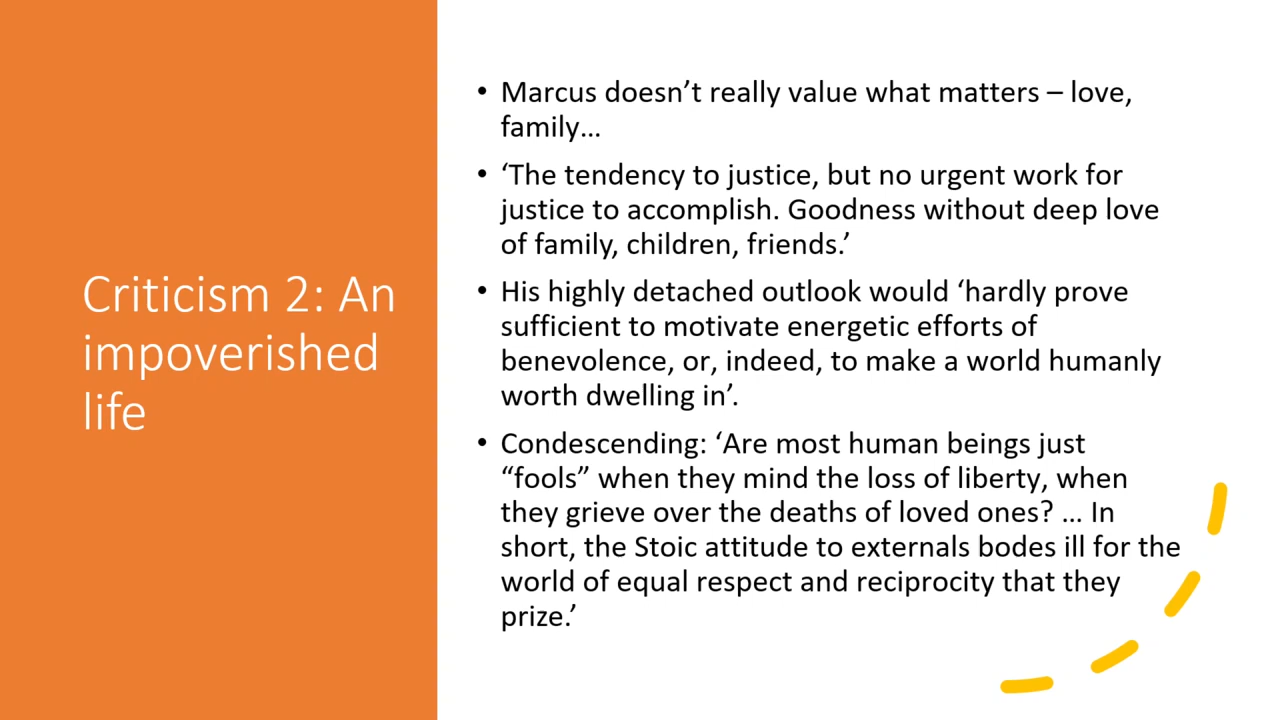 Criticism 2: An
impoverished
life
• Marcus doesn’t really value what matters – love,
family…
• ‘The tendency to justice, but no urgent work for
justice to accomplish. Goodness without deep love
of family, children, friends.’
• His highly detached outlook would ‘hardly prove
sufficient to motivate energetic efforts of
benevolence, or, indeed, to make a world humanly
worth dwelling in’.
• Condescending: ‘Are most human beings just
“fools” when they mind the loss of liberty, when
they grieve over the deaths of loved ones? … In
short, the Stoic attitude to externals bodes ill for the
world of equal respect and reciprocity that they
prize.’